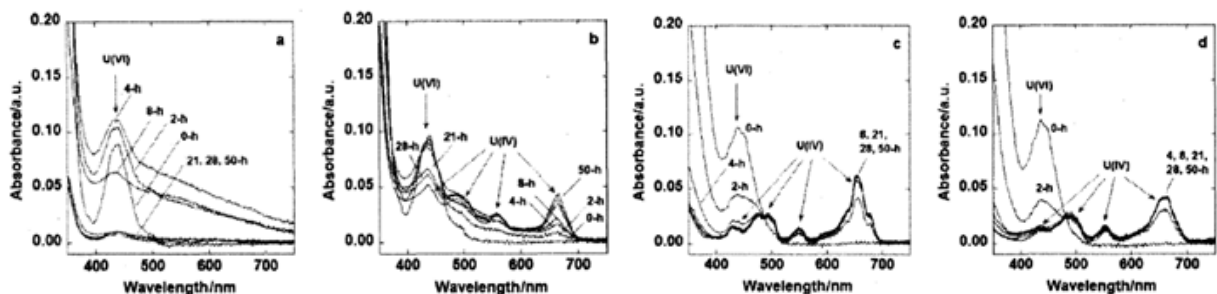 a
U(VI)
4-h
8-h
2-h
0-h
21, 28, 50-h
0.20
0.15
0.10
0.05
0.00
Absorbance/a.u.
400 500 600 700
Wavelength/nm
b
U(VI)
28-h
21-h
U(IV)
50-h
8-h
4-h
2-h
0-h
0.20
0.15
0.10
0.05
0.00
Absorbance/a.u.
400 500 600 700
Wavelength/nm
c
U(VI)
0-h
4-h
2-h
U(IV)
8, 21,
28, 50-h
0.20
0.15
0.10
0.05
0.00
Absorbance/a.u.
400 500 600 700
Wavelength/nm
d
U(VI)
0-h
2-h
U(IV)
4, 8, 21,
28, 50-h
0.20
0.15
0.10
0.05
0.00
Absorbance/a.u.
400 500 600 700
Wavelength/nm